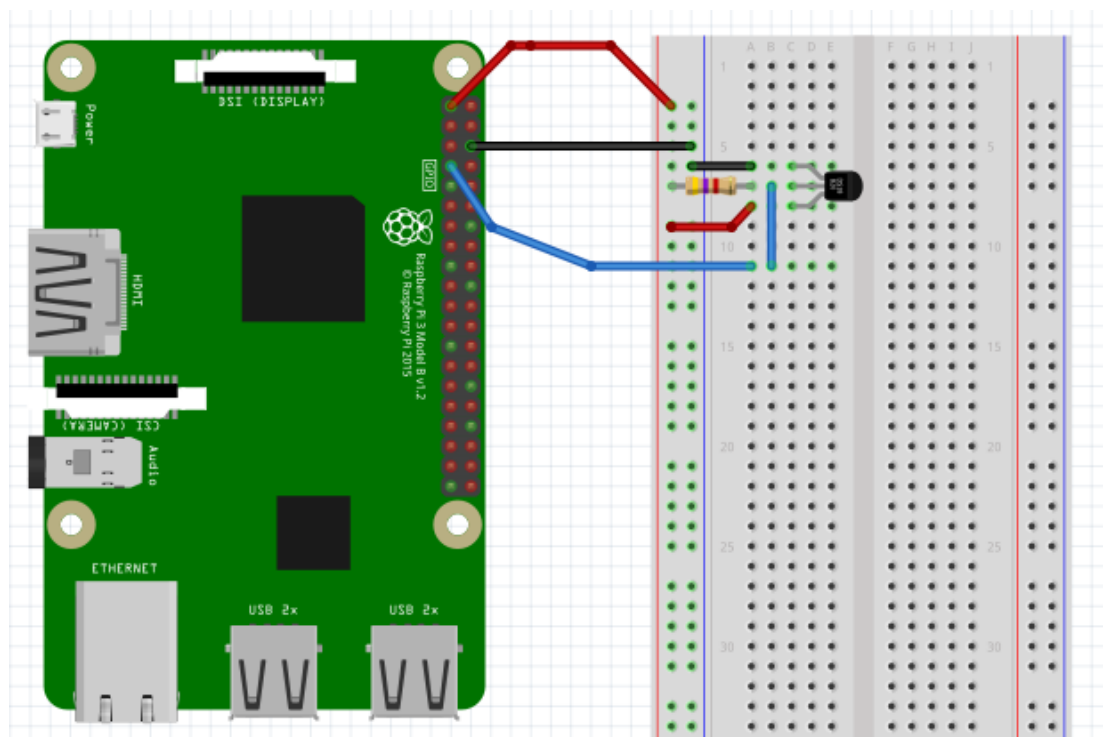 DSI (DISPLAY)
Power
GPIO
HDMI
Raspberry Pi 3 Model B v1.2
© Raspberry Pi 2015
CSI (CAMERA)
Audio
ETHERNET
USB 2x
USB 2x
A B C D E
F G H I J
1
1
5
5
10
10
15
15
20
20
25
25
30
30